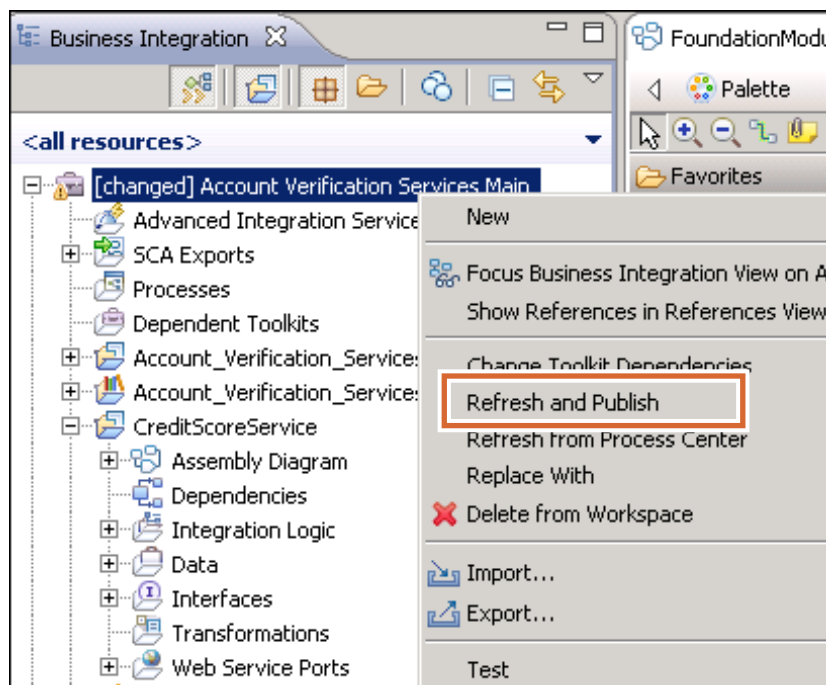 Business Integration
FoundationModu
Palette
<all resources>
Favorites
[changed] Account Verification Services Main
Advanced Integration Service
SCA Exports
Processes
Dependent Toolkits
Account_Verification_Services
Account_Verification_Services
CreditScoreService
Assembly Diagram
Dependencies
Integration Logic
Data
Interfaces
Transformations
Web Service Ports
New
Focus Business Integration View on A
Show References in References View
Change Toolkit Dependencies
Refresh and Publish
Refresh from Process Center
Replace With
Delete from Workspace
Import...
Export...
Test